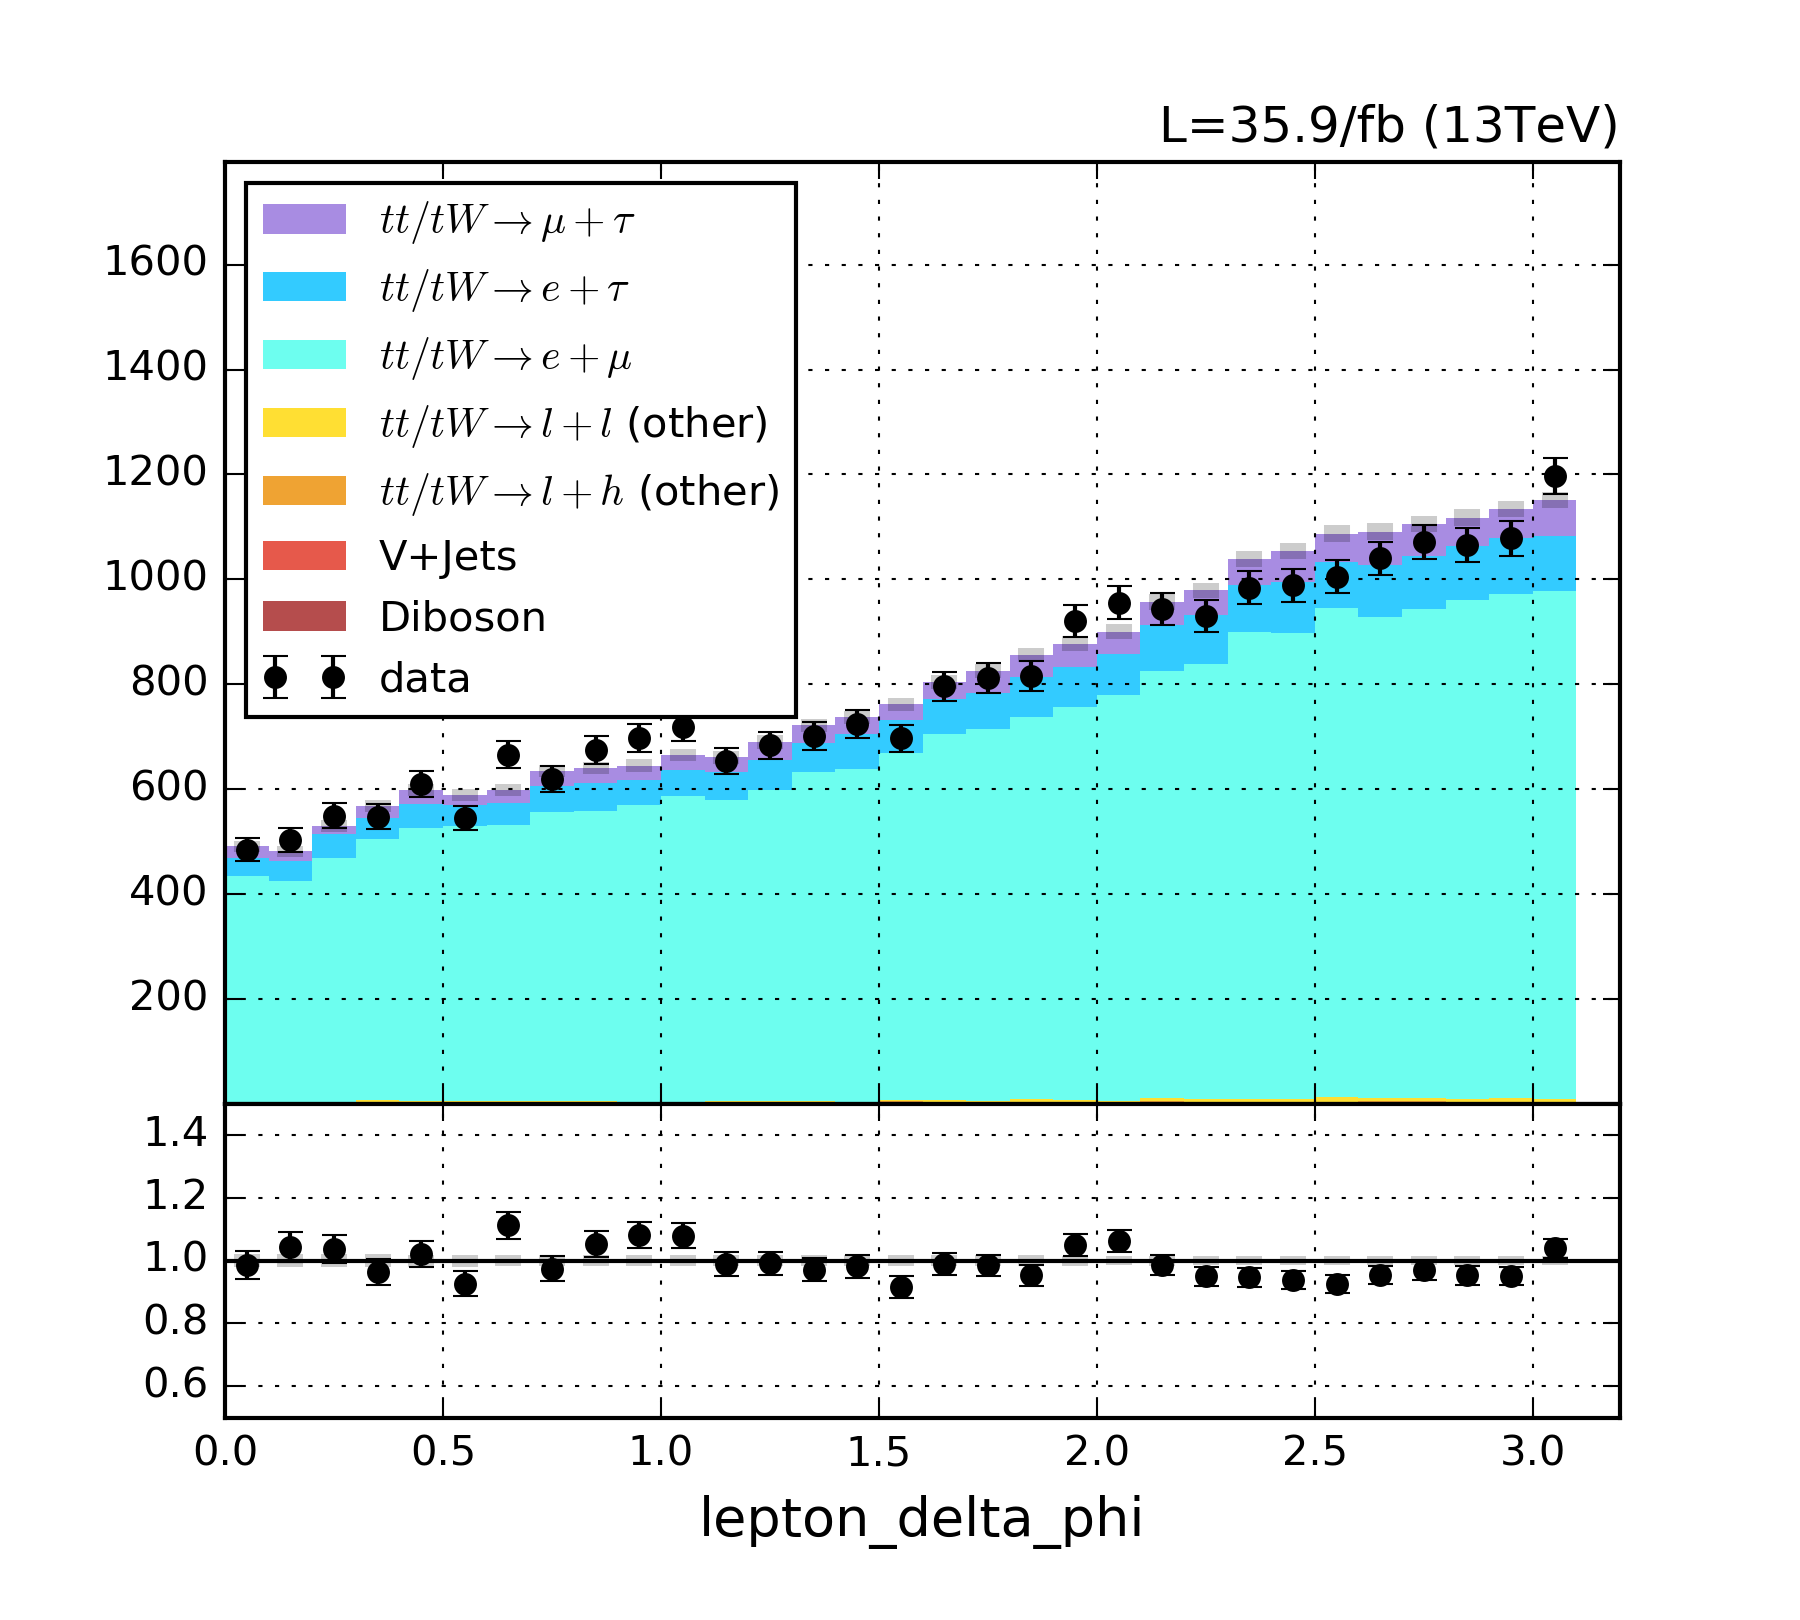 L=35.9/fb (13TeV)
tt/tW→μ+τ
tt/tW→e+τ
tt/tW→e+μ
tt/tW→l+l (other)
tt/tW→l+h (other)
V+Jets
Diboson
data
1600
1400
1200
1000
800
600
400
200
1.4
1.2
1.0
0.8
0.6
0.0 0.5 1.0 1.5 2.0 2.5 3.0
lepton_delta_phi